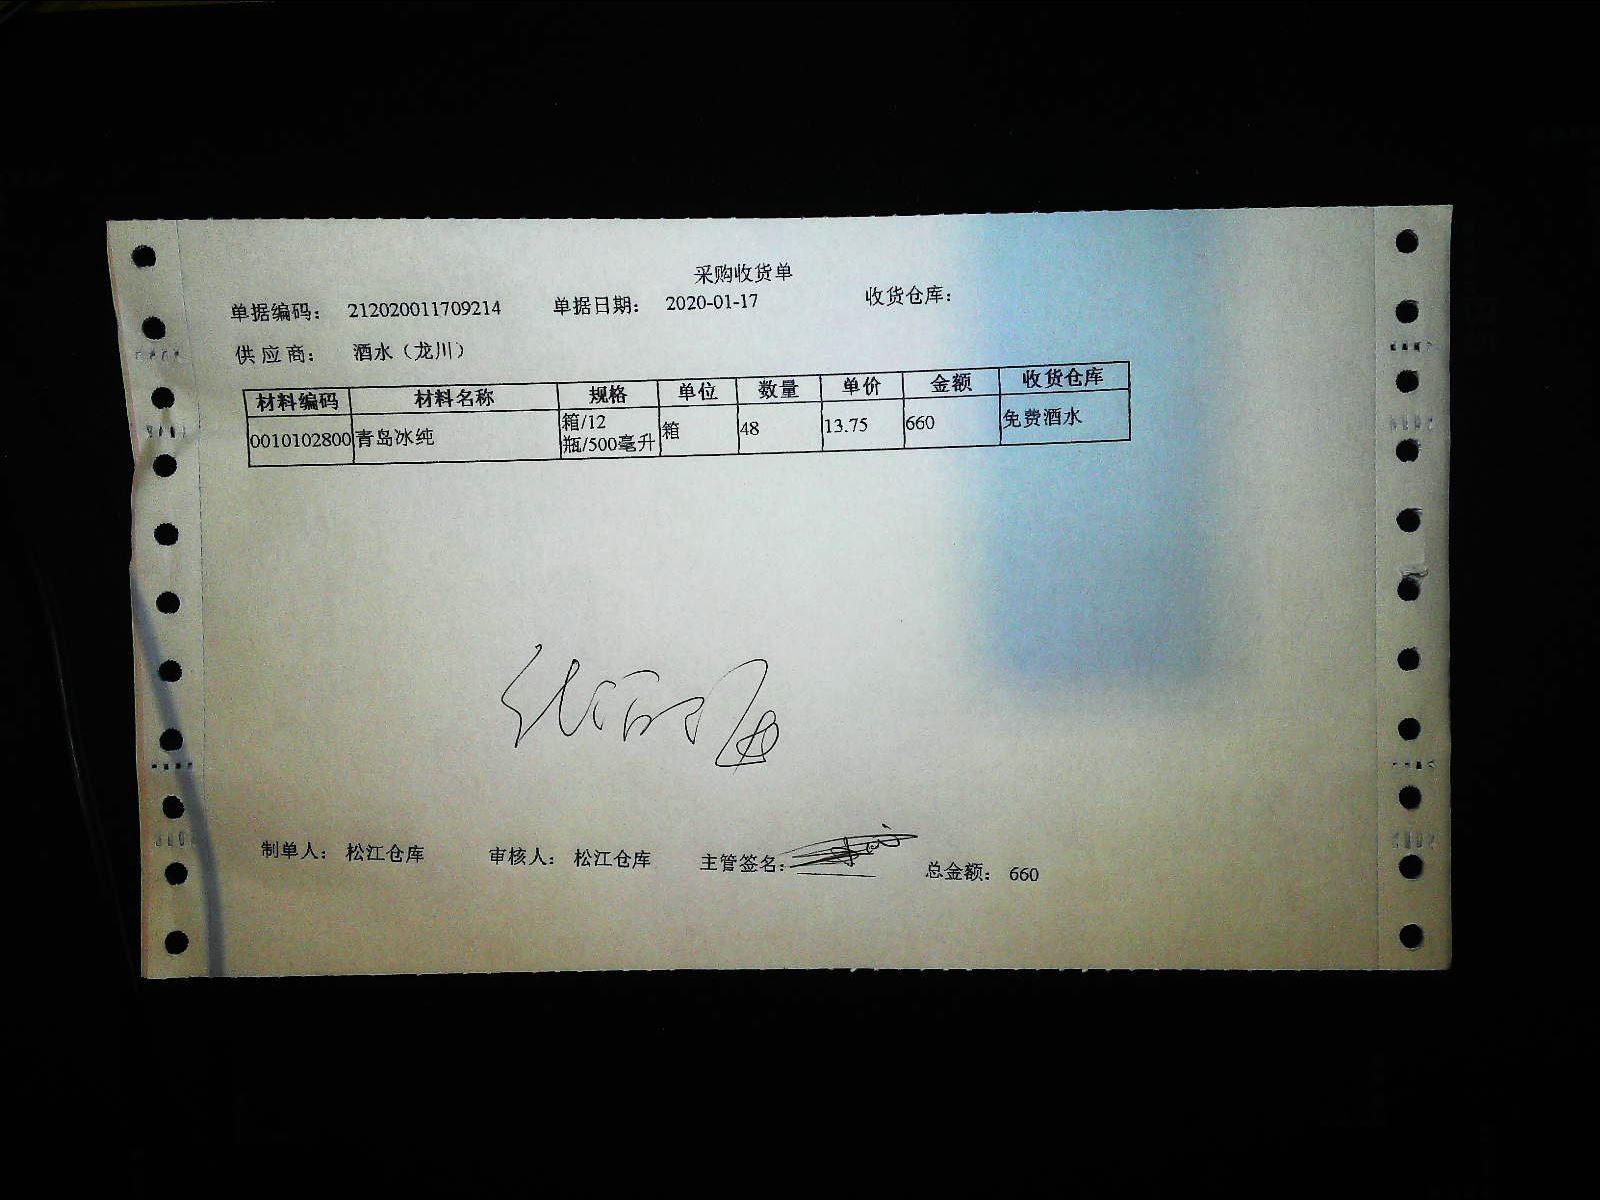 采购收货单
单据编码： 212020011709214 单据日期： 2020-01-17 收货仓库：
供应商： 酒水（龙川）
材料编码 材料名称 规格 单位 数量 单价 金额 收货仓库
0010102800 青岛冰纯 箱/12瓶/500毫升 箱 48 13.75 660 免费酒水
制单人： 松江仓库 审核人： 松江仓库 主管签名： 总金额： 660